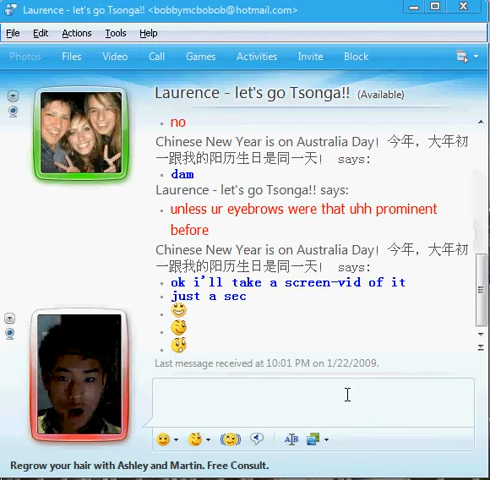 Laurence - let's go Tsonga!! <bobbymcbobob@hotmail.com>
File Edit Actions Tools Help
Photos Files Video Call Games Activities Invite Block
Laurence - let's go Tsonga!! (Available)
no
Chinese New Year is on Australia Day! 今年，大年初
一跟我的阳历生日是同一天! says:
dam
Laurence - let's go Tsonga!! says:
unless ur eyebrows were that uhh prominent
before
Chinese New Year is on Australia Day! 今年，大年初
一跟我的阳历生日是同一天! says:
ok i'll take a screen-vid of it
just a sec
Last message received at 10:01 PM on 1/22/2009.
Regrow your hair with Ashley and Martin. Free Consult.